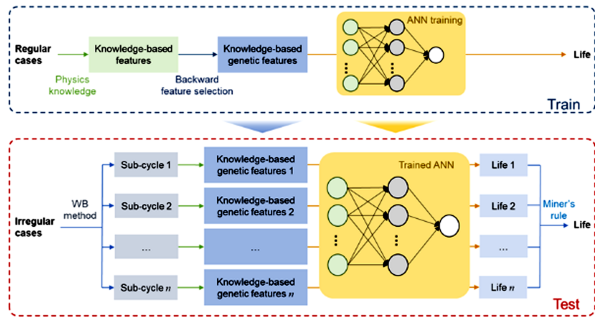 ANN training
Regular
cases
Knowledge-based
features
Knowledge-based
genetic features
Life
Physics
knowledge
Backward
feature selection
Train
Irregular
cases
WB
method
Sub-cycle 1
Knowledge-based
genetic features 1
Trained ANN
Life 1
Sub-cycle 2
Knowledge-based
genetic features 2
Life 2
Miner's
rule
Life
...
...
...
Sub-cycle n
Knowledge-based
genetic features n
Life n
Test